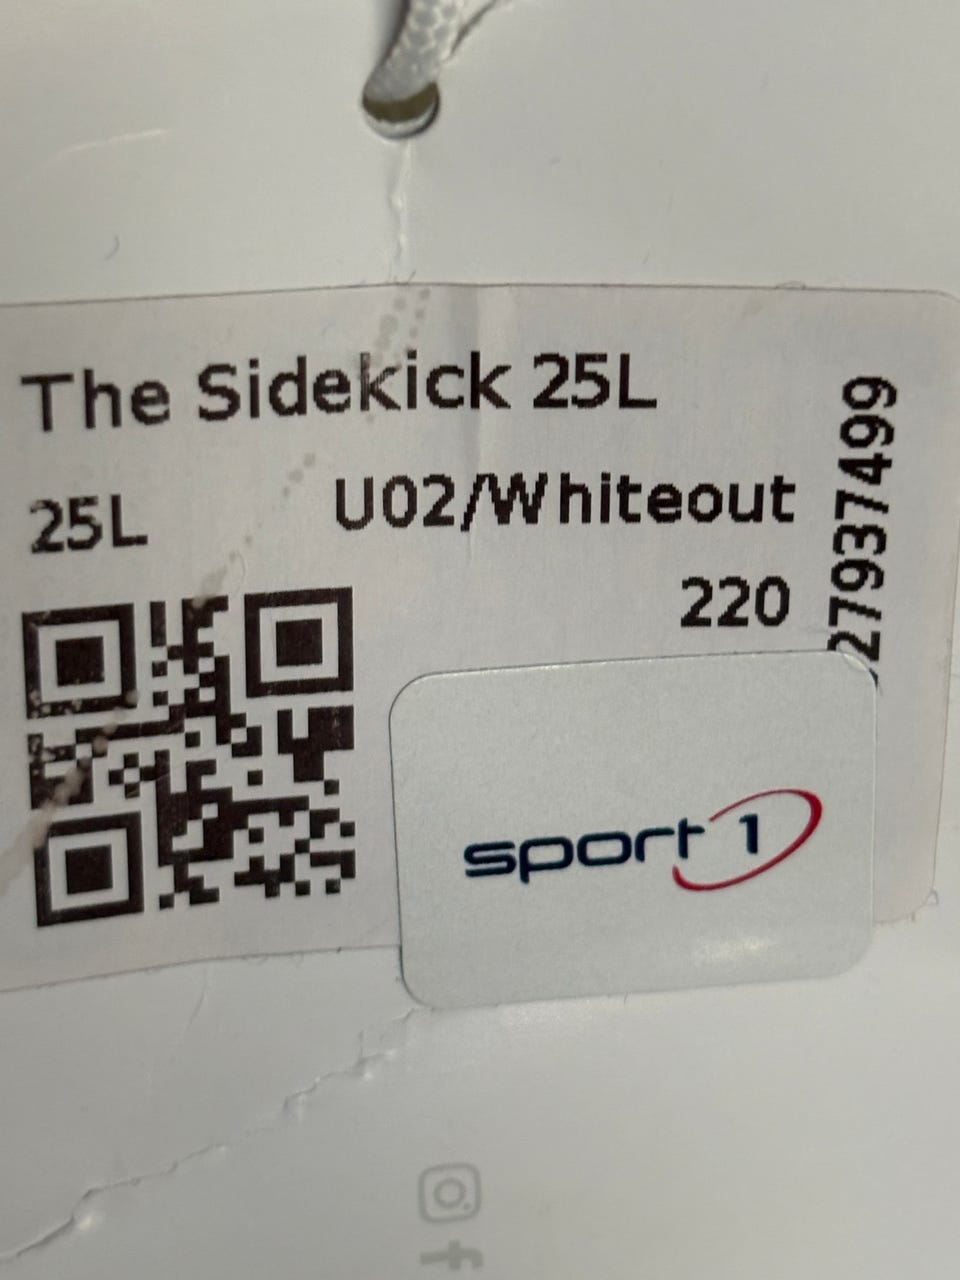 The Sidekick 25L
25L
U02/Whiteout
220
27937499
sport 1